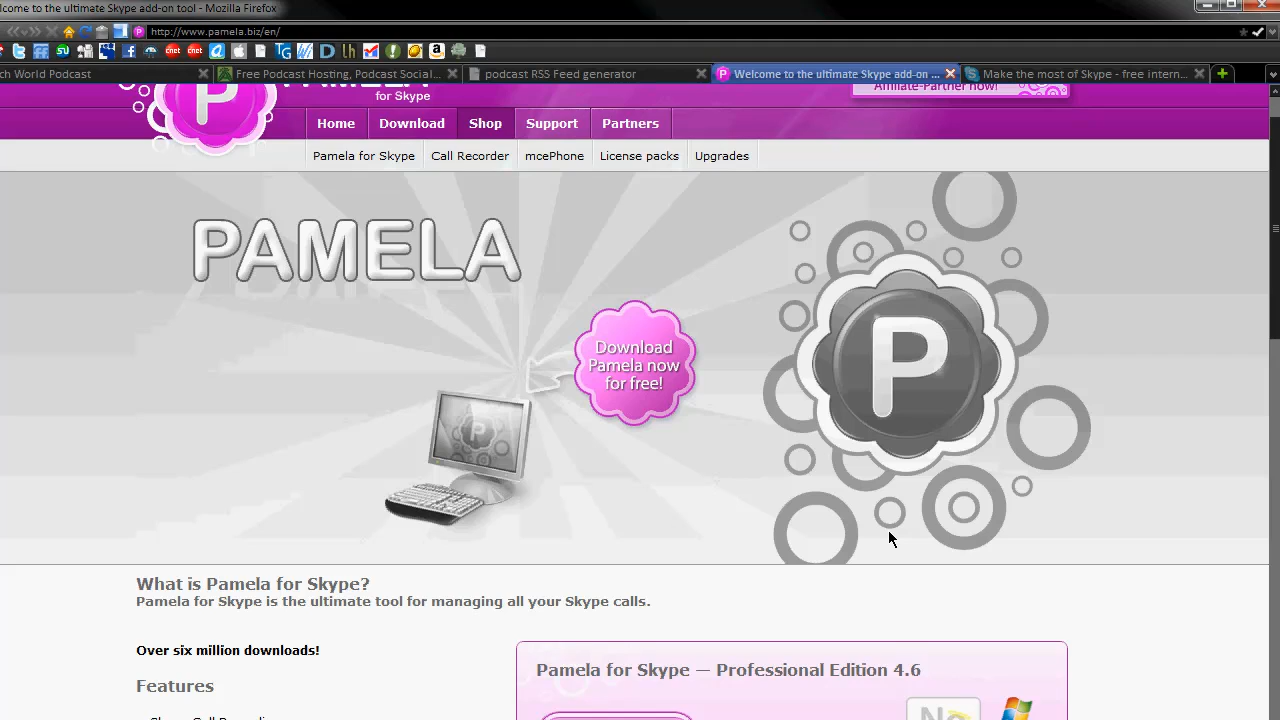 lcome to the ultimate Skype add-on tool - Mozilla Firefox
http://www.pamela.biz/en/
ch World Podcast
Free Podcast Hosting, Podcast Social...
podcast RSS Feed generator
Welcome to the ultimate Skype add-on ...
Make the most of Skype - free intern...
P
for Skype
Affiliate-Partner now!
Home
Download
Shop
Support
Partners
Pamela for Skype
Call Recorder
mcePhone
License packs
Upgrades
PAMELA
Download
Pamela now
for free!
P
P
What is Pamela for Skype?
Pamela for Skype is the ultimate tool for managing all your Skype calls.
Over six million downloads!
Features
Pamela for Skype — Professional Edition 4.6
No